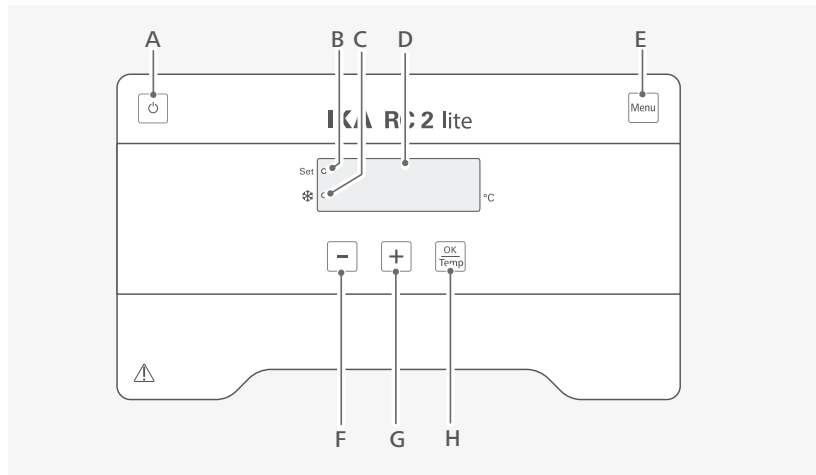 A B C D E
IKA RC 2 lite
Menu
Set
°C
− +
OK
Temp
F G H